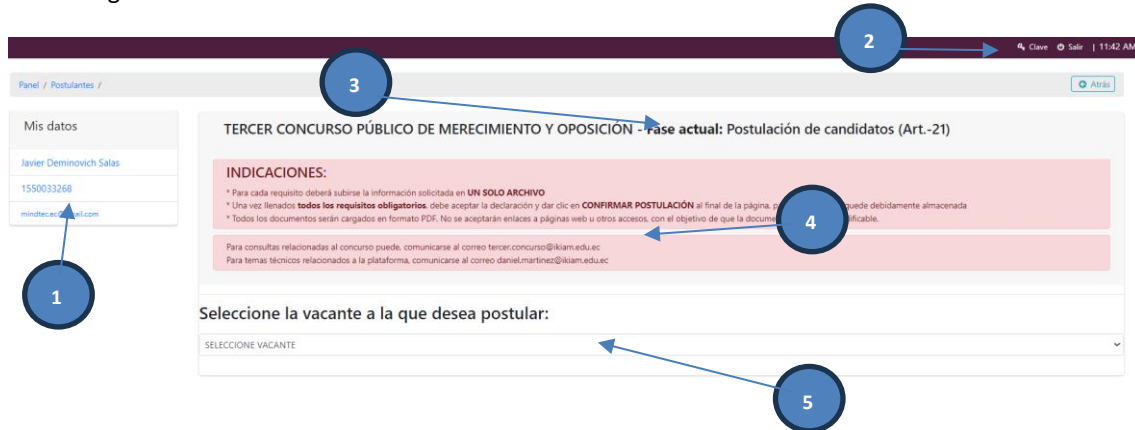 2
Clave Salir | 11:42 AM
3
Panel / Postulantes /
Atrás
Mis datos
Javier Deminovich Salas
1550033268
TERCER CONCURSO PÚBLICO DE MERECIMIENTO Y OPOSICIÓN - Fase actual: Postulación de candidatos (Art.-21)
INDICACIONES:
* Para cada requisito deberá subirse la información solicitada en UN SOLO ARCHIVO
* Una vez llenados todos los requisitos obligatorios, debe aceptar la declaración y dar clic en CONFIRMAR POSTULACIÓN al final de la página, quede debidamente almacenada
* Todos los documentos serán cargados en formato PDF. No se aceptarán enlaces a páginas web u otros accesos, con el objetivo de que la
4
Para consultas relacionadas al concurso puede, comunicarse al correo tercer.concurso@ikiam.edu.ec
Para temas técnicos relacionados a la plataforma, comunicarse al correo daniel.martinez@ikiam.edu.ec
1
Seleccione la vacante a la que desea postular:
SELECCIONE VACANTE
5